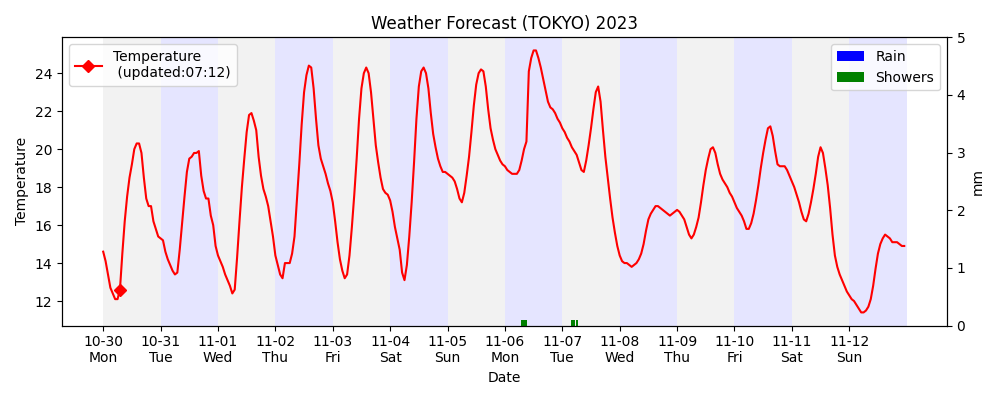 Weather Forecast (TOKYO) 2023
Temperature
(updated:07:12)
Rain
Showers
Temperature
24
22
20
18
16
14
12
5
4
3
2
1
0
mm
10-30 10-31 11-01 11-02 11-03 11-04 11-05 11-06 11-07 11-08 11-09 11-10 11-11 11-12
Mon Tue Wed Thu Fri Sat Sun Mon Tue Wed Thu Fri Sat Sun
Date